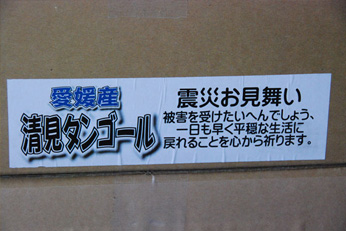 愛媛産
清見タンゴール
震災お見舞い
被害を受けたいへんでしょう、
一日も早く平穏な生活に
戻れることを心から祈ります。